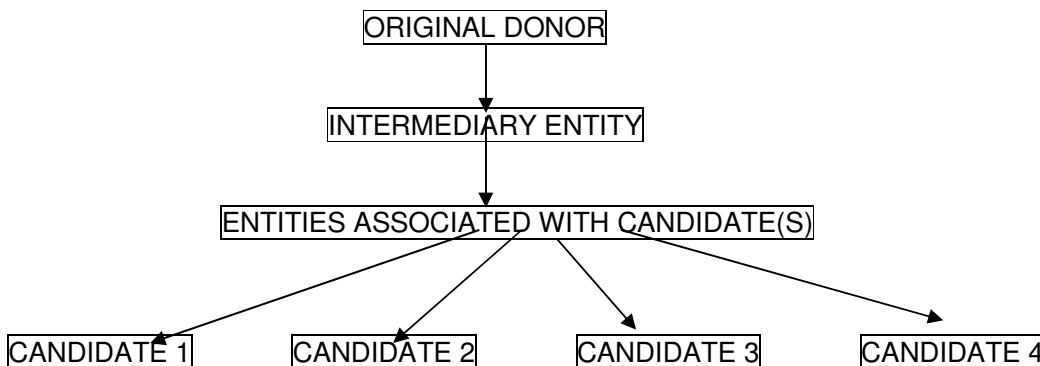 ORIGINAL DONOR
INTERMEDIARY ENTITY
ENTITIES ASSOCIATED WITH CANDIDATE(S)
CANDIDATE 1 CANDIDATE 2 CANDIDATE 3 CANDIDATE 4